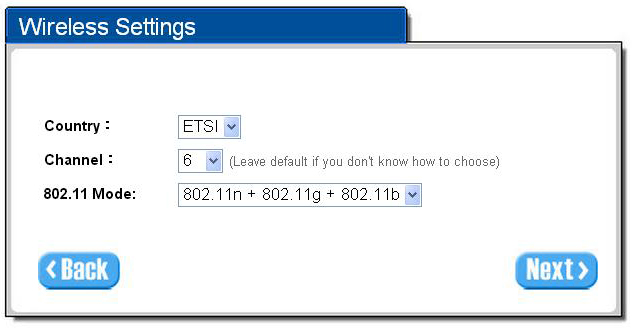 Wireless Settings
Country：
ETSI
Channel：
6 (Leave default if you don't know how to choose)
802.11 Mode:
802.11n + 802.11g + 802.11b
Back
Next